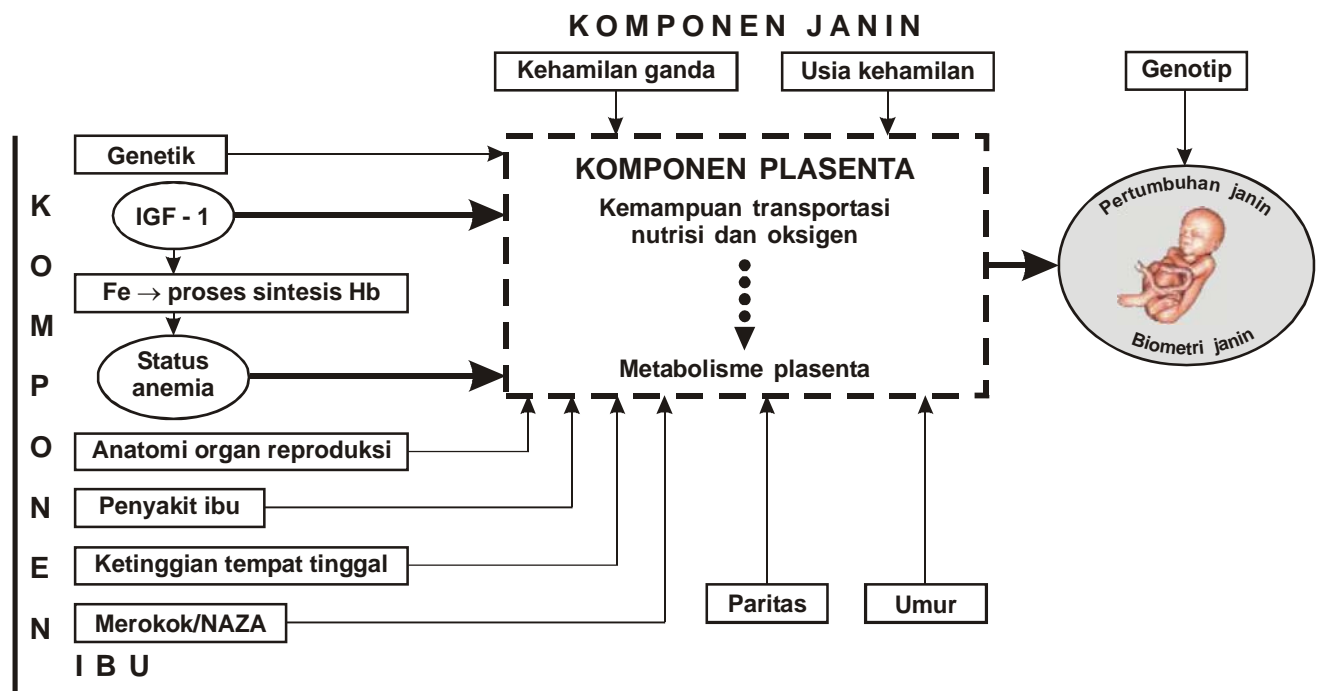 KOMPONEN JANIN
Kehamilan ganda
Usia kehamilan
Genotip
KOMPONEN
IBU
Genetik
IGF - 1
Fe → proses sintesis Hb
Status
anemia
Anatomi organ reproduksi
Penyakit ibu
Ketinggian tempat tinggal
Merokok/NAZA
KOMPONEN PLASENTA
Kemampuan transportasi
nutrisi dan oksigen
Metabolisme plasenta
Paritas
Umur
Pertumbuhan janin
Biometri janin